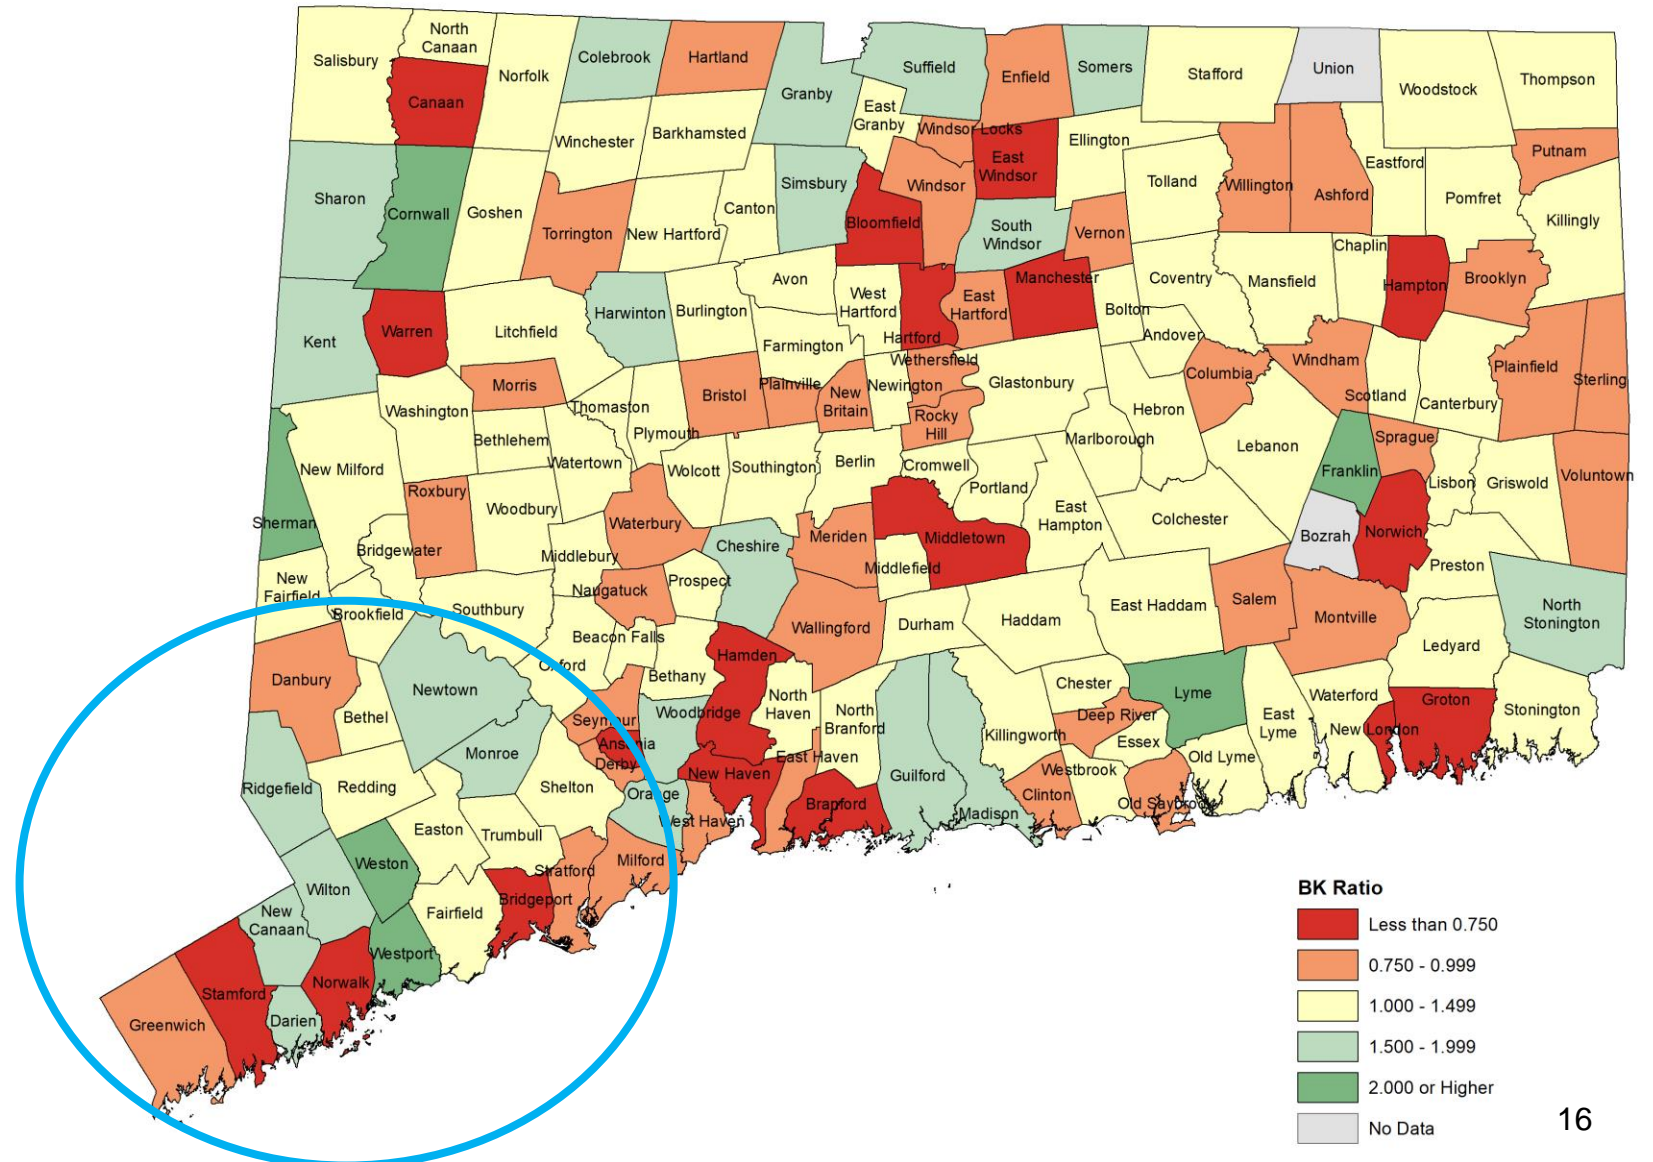 North
Canaan
Salisbury
Norfolk
Colebrook
Hartland
Canaan
Granby
Suffield
Enfield
Somers
Stafford
Union
Woodstock
Thompson
East
Granby
Windsor Locks
Winchester
Barkhamsted
East
Windsor
Ellington
Eastford
Putnam
Sharon
Cornwall
Goshen
Simsbury
Windsor
Tolland
Willington
Ashford
Pomfret
Killingly
Torrington
New Hartford
Canton
Bloomfield
South
Windsor
Vernon
Chaplin
Kent
Warren
Litchfield
Harwinton
Burlington
Avon
West
Hartford
Hartford
East
Hartford
Manchester
Bolton
Coventry
Mansfield
Hampton
Brooklyn
Andover
Farmington
Wethersfield
Morris
Bristol
Plainville
New
Britain
Newington
Glastonbury
Columbia
Windham
Scotland
Canterbury
Plainfield
Sterling
Washington
Bethlehem
Thomaston
Plymouth
Rocky
Hill
Hebron
Marlborough
Lebanon
Sprague
Franklin
New Milford
Watertown
Wolcott
Southington
Berlin
Cromwell
Portland
East
Hampton
Lisbon
Griswold
Voluntown
Roxbury
Woodbury
Waterbury
Colchester
Sherman
Bridgewater
Middlebury
Cheshire
Meriden
Middletown
Bozrah
Norwich
Preston
New
Fairfield
Brookfield
Southbury
Naugatuck
Prospect
Middlefield
Wallingford
Durham
Haddam
East Haddam
Salem
Montville
Ledyard
North
Stonington
Danbury
Newtown
Oxford
Beacon Falls
Bethany
Hamden
Bethel
Seymour
Woodbridge
North
Haven
North
Branford
Killingworth
Chester
Deep River
Essex
Lyme
East
Lyme
Waterford
New London
Groton
Stonington
Ridgefield
Redding
Monroe
Shelton
Ansonia
Derby
Orange
New Haven
East Haven
Guilford
Madison
Clinton
Westbrook
Old Saybrook
Old Lyme
Easton
Trumbull
West Haven
Branford
Weston
Wilton
Stratford
Milford
Bridgeport
Fairfield
New
Canaan
Westport
Norwalk
Stamford
Darien
Greenwich
BK Ratio
Less than 0.750
0.750 - 0.999
1.000 - 1.499
1.500 - 1.999
2.000 or Higher
No Data
16